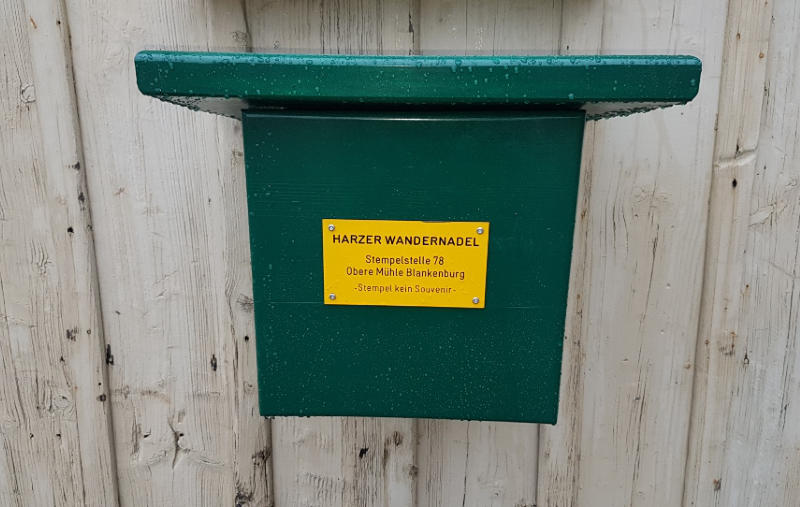 HARZER WANDERNADEL
Stempelstelle 78
Obere Mühle Blankenburg
-Stempel kein Souvenir-